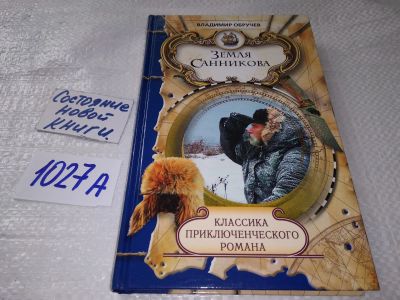 ВЛАДИМИР ОБРУЧЕВ
ЗЕМЛЯ
САННИКОВА
Состояние
новой
книги.
1027А
КЛАССИКА
ПРИКЛЮЧЕНЧЕСКОГО
РОМАНА